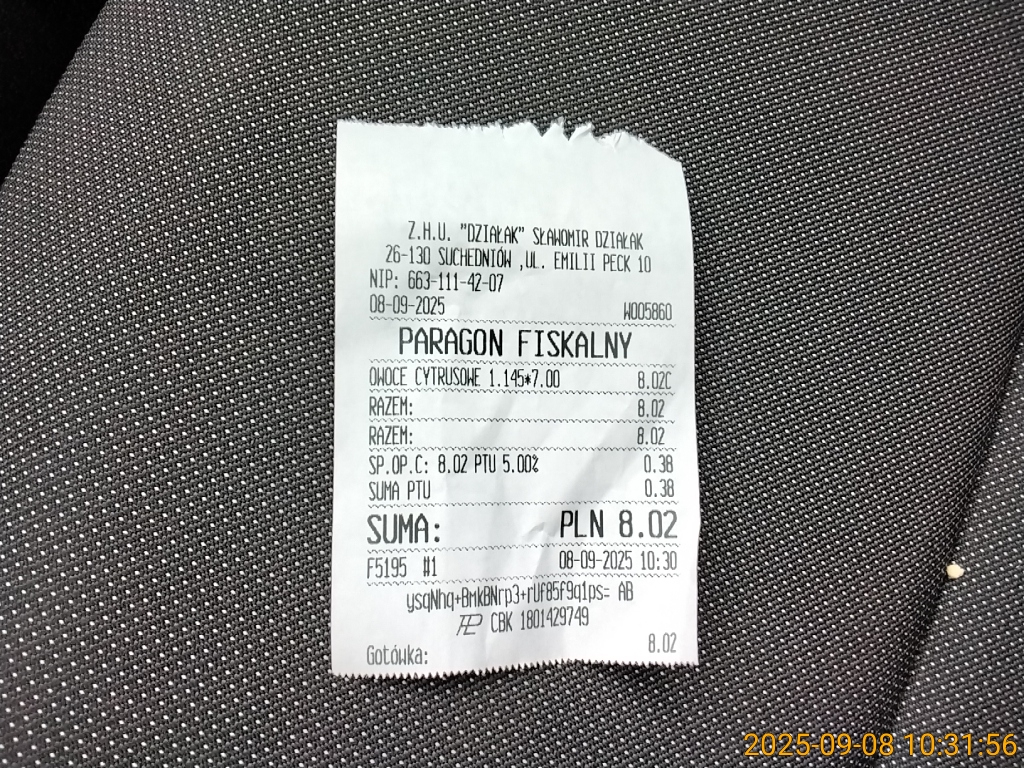 Z.H.U. "DZIAŁAK" SŁAWOMIR DZIAŁAK
26-130 SUCHEDNIÓW ,UL. EMILII PECK 10
NIP: 663-111-42-07
08-09-2025 W005860
PARAGON FISKALNY
OWOCE CYTRUSOWE 1.145*7.00 8.02C
RAZEM: 8.02
RAZEM: 8.02
SP.OP.C: 8.02 PTU 5.00% 0.38
SUMA PTU 0.38
SUMA: PLN 8.02
F5195 #1 08-09-2025 10:30
ysqNhq+BmkBNrp3+rUf85f9q1ps= AB
CBK 1801429749
Gotówka: 8.02
2025-09-08 10:31:56